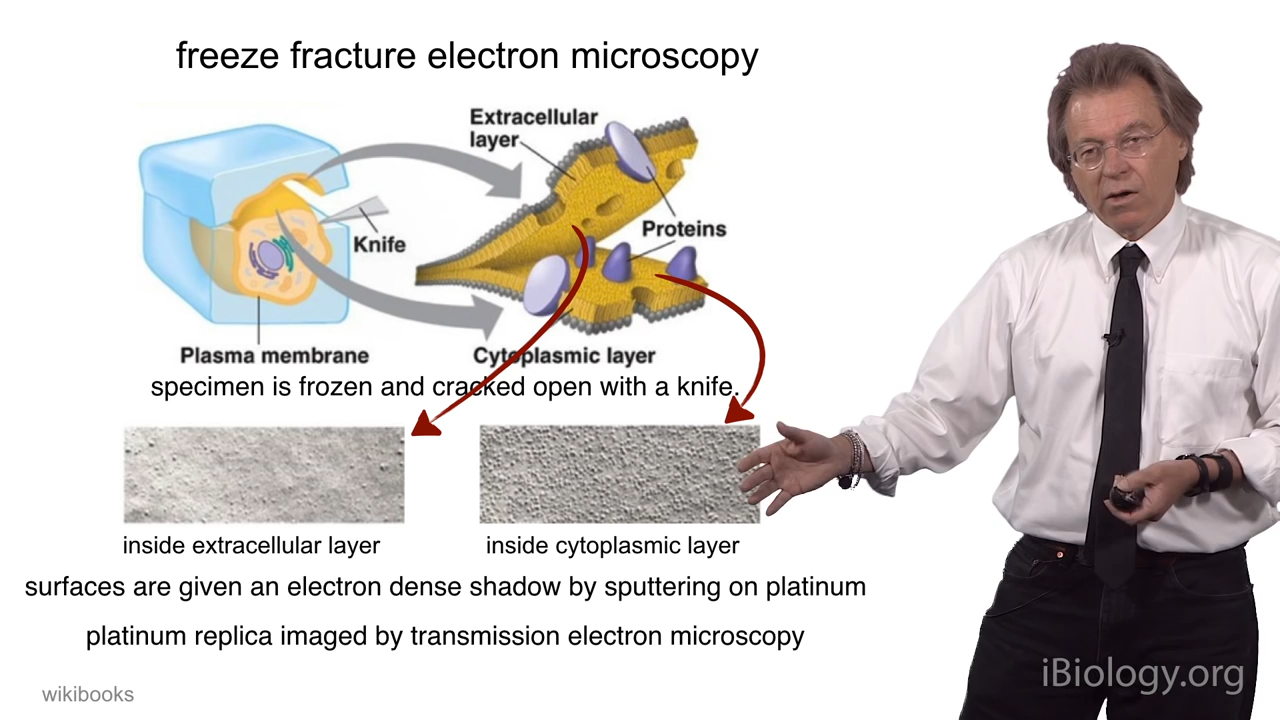 freeze fracture electron microscopy
Extracellular
layer
Knife
Proteins
Plasma membrane
Cytoplasmic layer
specimen is frozen and cracked open with a knife.
inside extracellular layer
inside cytoplasmic layer
surfaces are given an electron dense shadow by sputtering on platinum
platinum replica imaged by transmission electron microscopy
wikibooks
iBiology.org